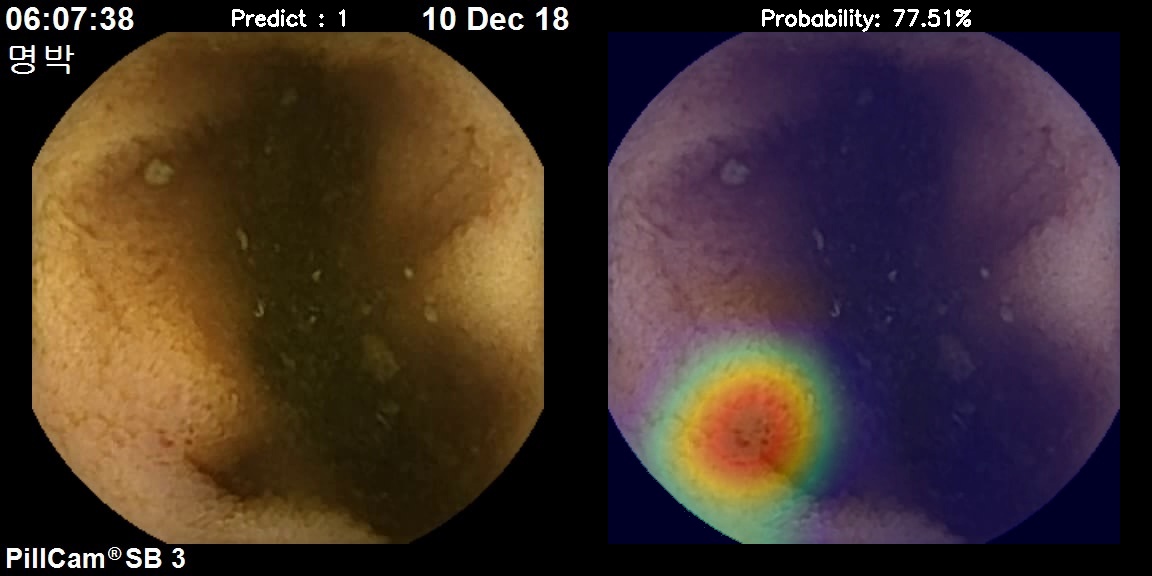 06:07:38
Predict : 1
10 Dec 18
Probability: 77.51%
명박
PillCam® SB 3